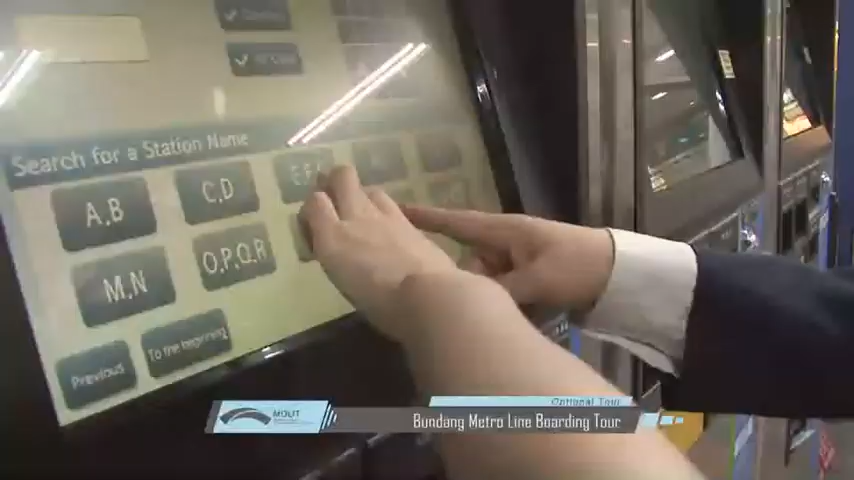 Search for a Station Name
A,B
C,D
M,N
O,P,Q,R
Previous
To the beginning
MOLIT
Optional Tour
Bundang Metro Line Boarding Tour